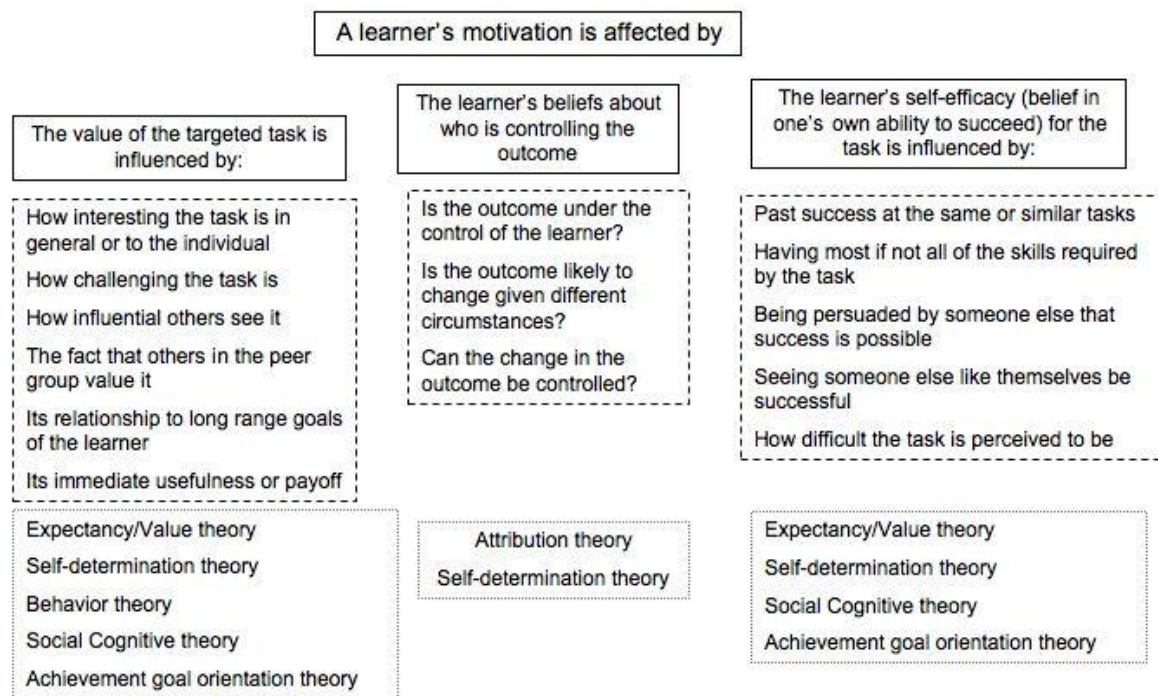 A learner's motivation is affected by
The value of the targeted task is
influenced by:
How interesting the task is in
general or to the individual
How challenging the task is
How influential others see it
The fact that others in the peer
group value it
Its relationship to long range goals
of the learner
Its immediate usefulness or payoff
Expectancy/Value theory
Self-determination theory
Behavior theory
Social Cognitive theory
Achievement goal orientation theory
The learner's beliefs about
who is controlling the
outcome
Is the outcome under the
control of the learner?
Is the outcome likely to
change given different
circumstances?
Can the change in the
outcome be controlled?
Attribution theory
Self-determination theory
The learner's self-efficacy (belief in
one's own ability to succeed) for the
task is influenced by:
Past success at the same or similar tasks
Having most if not all of the skills required
by the task
Being persuaded by someone else that
success is possible
Seeing someone else like themselves be
successful
How difficult the task is perceived to be
Expectancy/Value theory
Self-determination theory
Social Cognitive theory
Achievement goal orientation theory